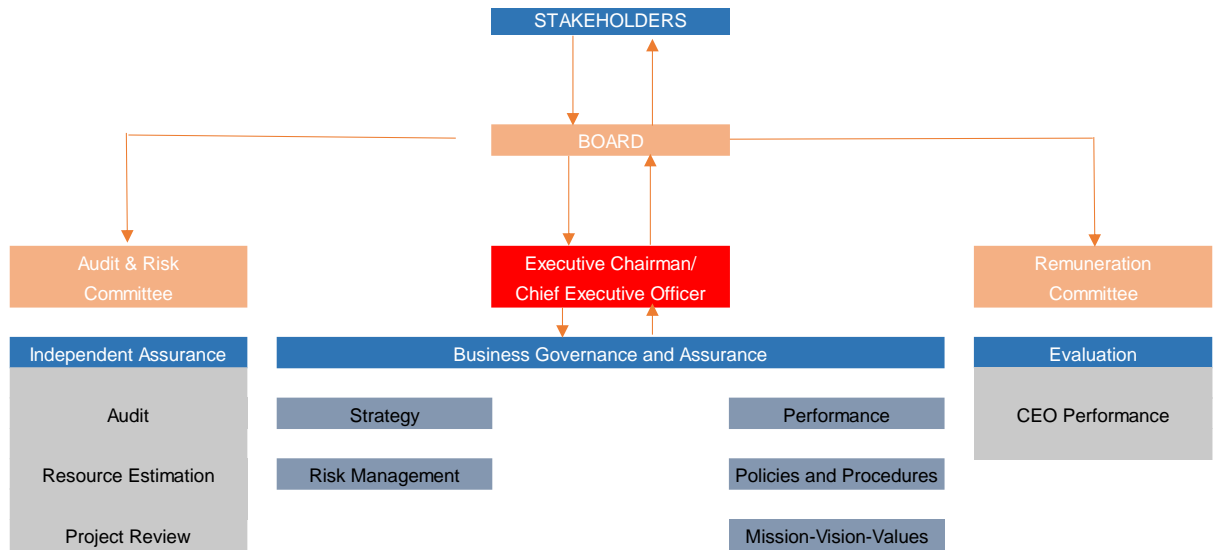 STAKEHOLDERS
BOARD
Audit & Risk
Committee
Executive Chairman/
Chief Executive Officer
Remuneration
Committee
Independent Assurance
Business Governance and Assurance
Evaluation
Audit
Strategy
Performance
CEO Performance
Resource Estimation
Risk Management
Policies and Procedures
Project Review
Mission-Vision-Values